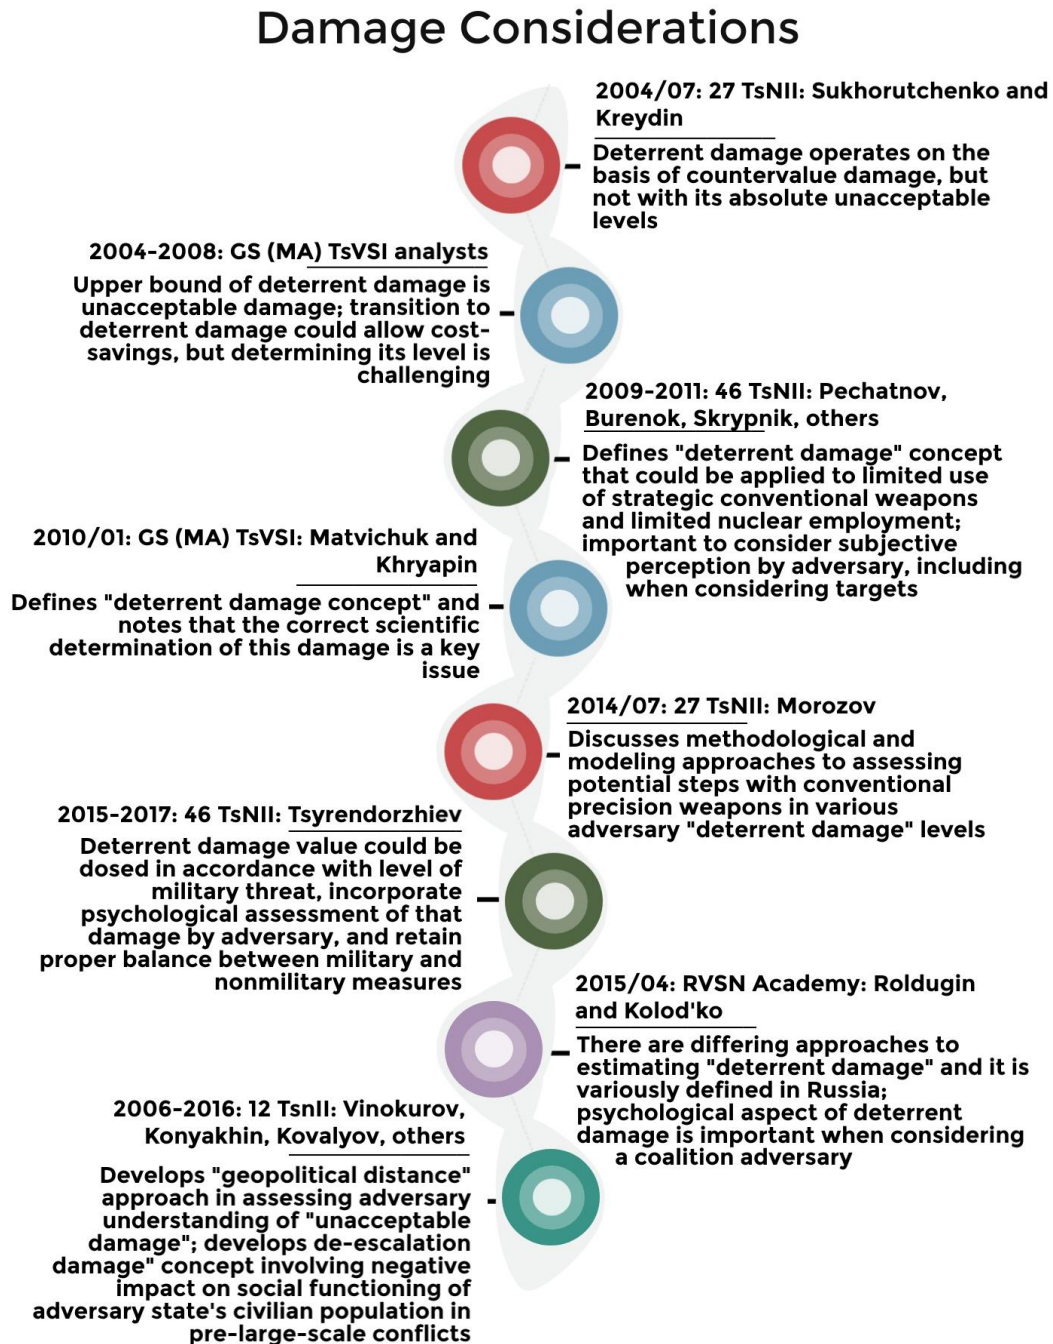 Damage Considerations
2004/07: 27 TsNII: Sukhorutchenko and
Kreydin
Deterrent damage operates on the
basis of countervalue damage, but
not with its absolute unacceptable
levels
2004-2008: GS (MA) TsVSI analysts
Upper bound of deterrent damage is
unacceptable damage; transition to
deterrent damage could allow cost-
savings, but determining its level is
challenging
2009-2011: 46 TsNII: Pechatnov,
Burenok, Skrypnik, others
Defines "deterrent damage" concept
that could be applied to limited use
of strategic conventional weapons
and limited nuclear employment;
important to consider subjective
perception by adversary, including
when considering targets
2010/01: GS (MA) TsVSI: Matvichuk and
Khryapin
Defines "deterrent damage concept" and
notes that the correct scientific
determination of this damage is a key
issue
2014/07: 27 TsNII: Morozov
Discusses methodological and
modeling approaches to assessing
potential steps with conventional
precision weapons in various
adversary "deterrent damage" levels
2015-2017: 46 TsNII: Tsyrendorzhiev
Deterrent damage value could be
dosed in accordance with level of
military threat, incorporate
psychological assessment of that
damage by adversary, and retain
proper balance between military and
nonmilitary measures
2015/04: RVSN Academy: Roldugin
and Kolod'ko
There are differing approaches to
estimating "deterrent damage" and it is
variously defined in Russia;
psychological aspect of deterrent
damage is important when considering
a coalition adversary
2006-2016: 12 TsnII: Vinokurov,
Konyakhin, Kovalyov, others
Develops "geopolitical distance"
approach in assessing adversary
understanding of "unacceptable
damage"; develops de-escalation
damage" concept involving negative
impact on social functioning of
adversary state's civilian population in
pre-large-scale conflicts